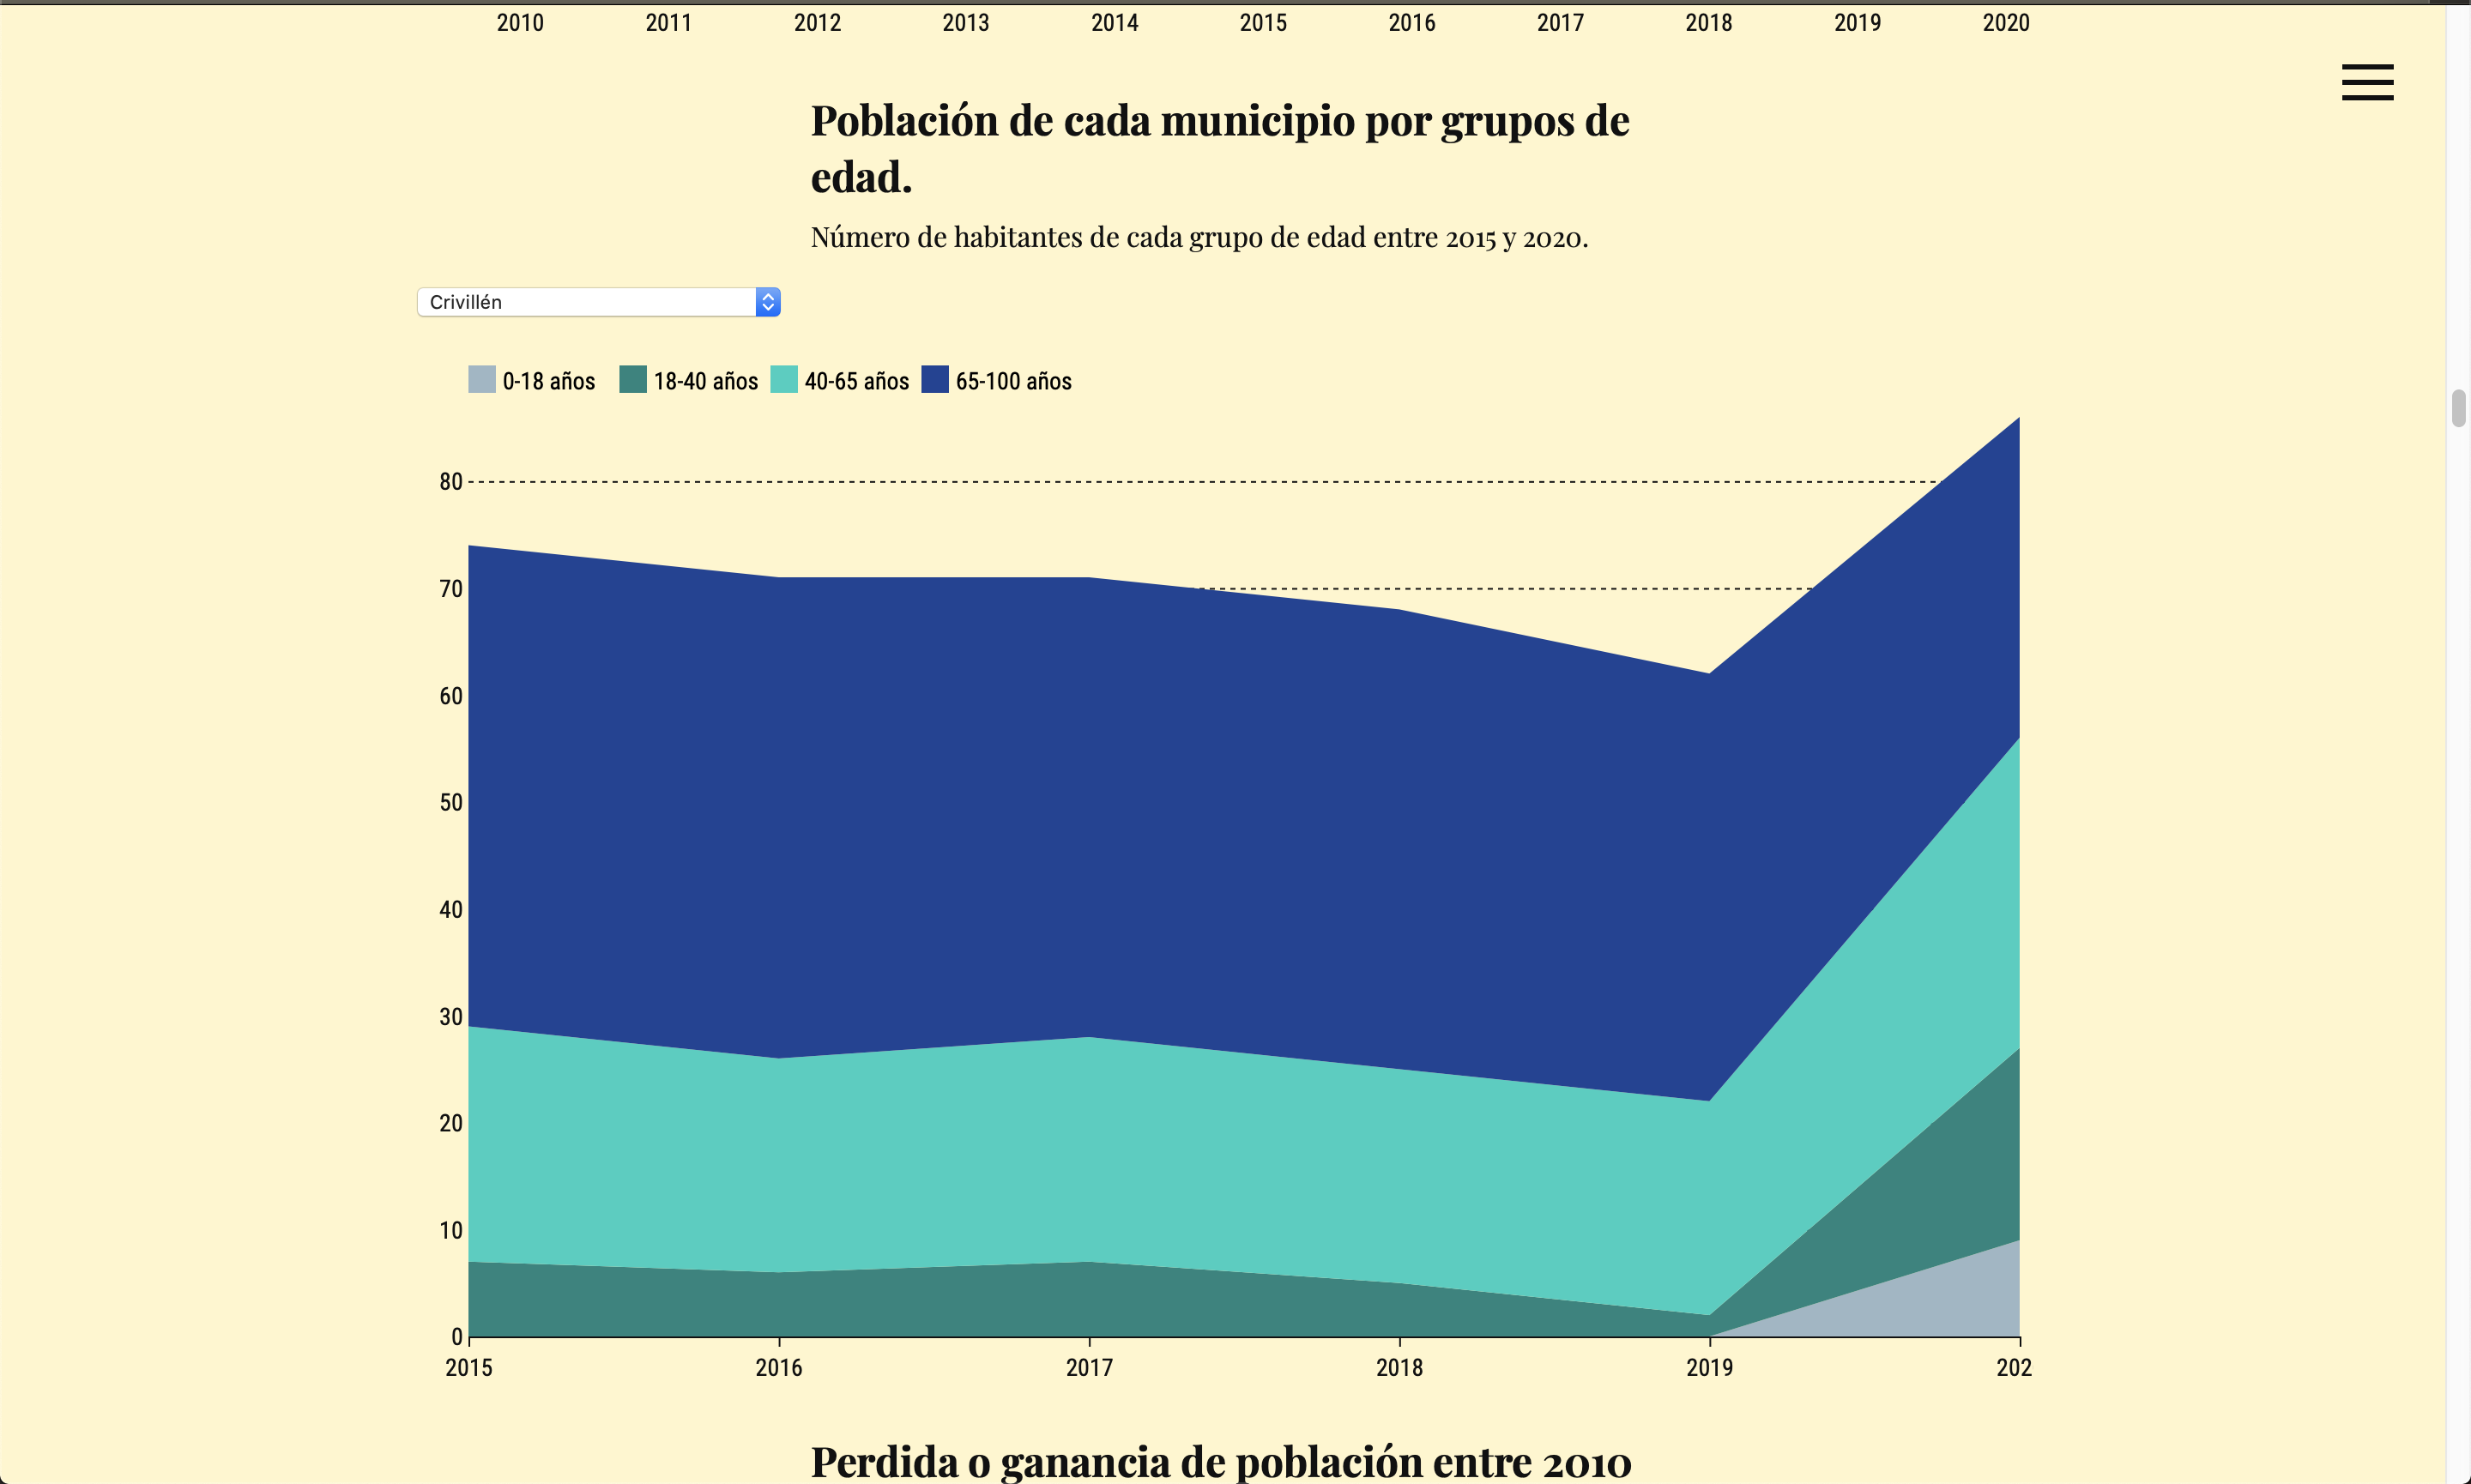 2010 2011 2012 2013 2014 2015 2016 2017 2018 2019 2020
Población de cada municipio por grupos de
edad.
Número de habitantes de cada grupo de edad entre 2015 y 2020.
Crivillén
0-18 años 18-40 años 40-65 años 65-100 años
80
70
60
50
40
30
20
10
0
2015 2016 2017 2018 2019 202
Perdida o ganancia de población entre 2010